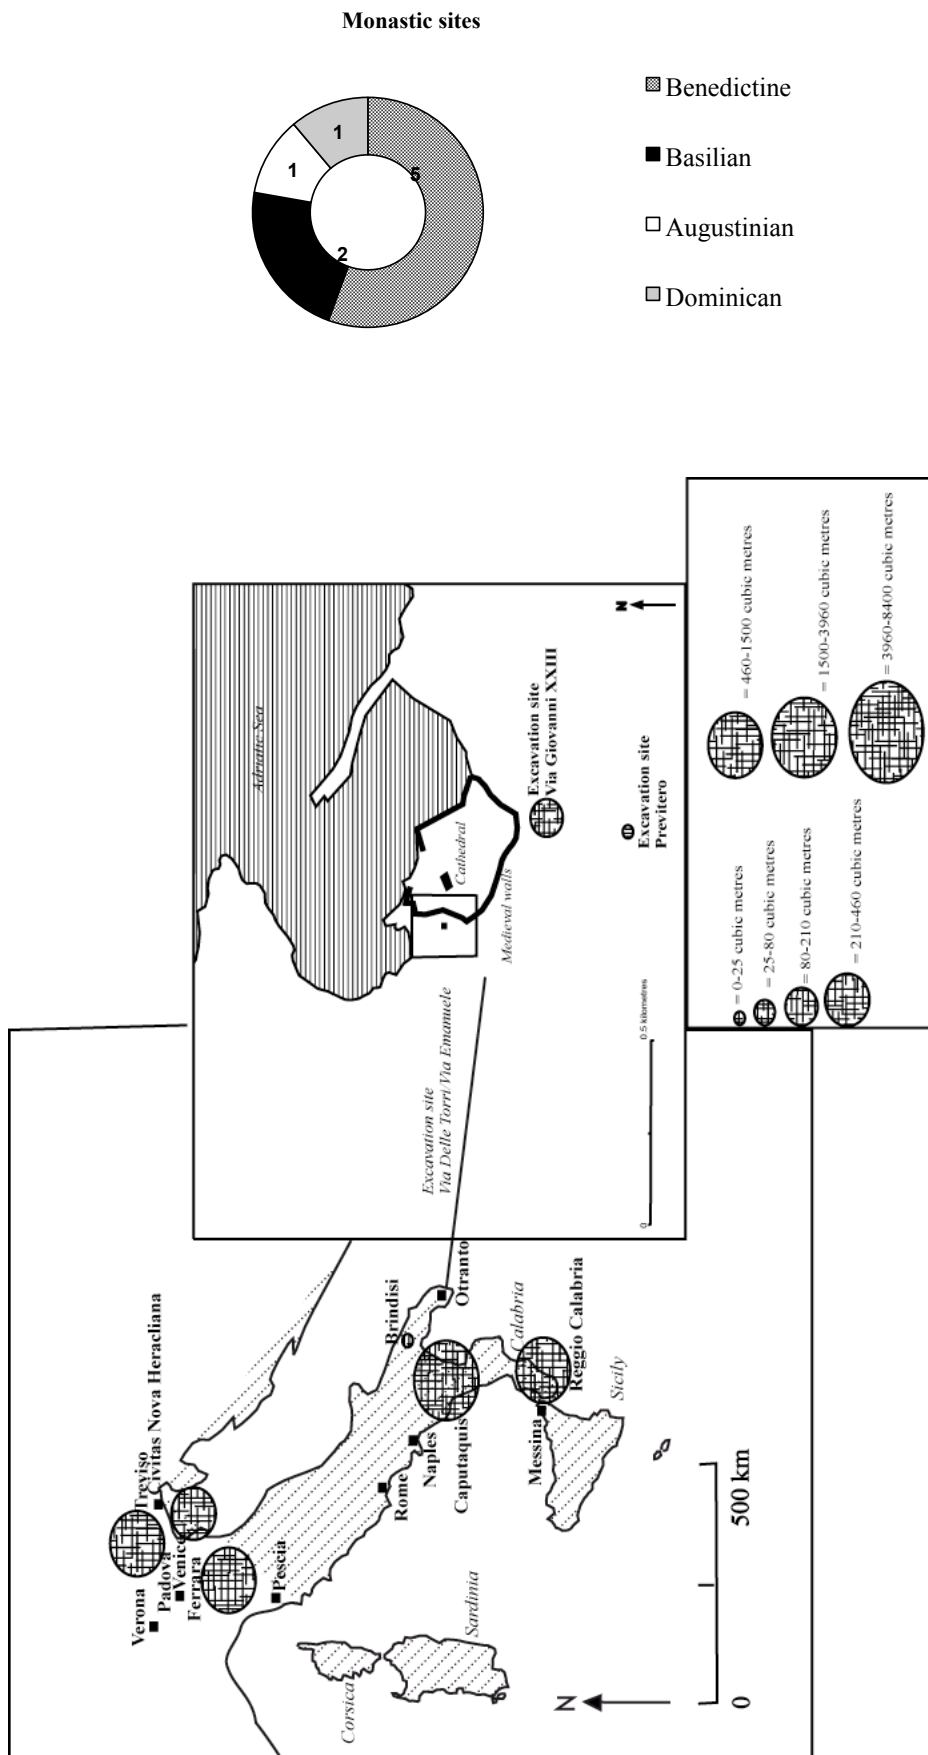 Monastic sites
5
2
1
1
Benedictine
Basilian
Augustinian
Dominican
Adriatic Sea
N
Excavation site
Via Giovanni XXIII
Excavation site
Previtero
Cathedral
Medieval walls
Excavation site
Via Delle Torri/Via Emanuele
0
0.5 kilometres
= 0-25 cubic metres
= 25-80 cubic metres
= 80-210 cubic metres
= 210-460 cubic metres
= 460-1500 cubic metres
= 1500-3960 cubic metres
= 3960-8400 cubic metres
Verona
Padova
Treviso
Civitas Nova Heracliana
Venice
Ferrara
Pescia
Rome
Naples
Caputaquis
Brindisi
Otranto
Calabria
Reggio Calabria
Messina
Sicily
Corsica
Sardinia
N
0
500 km